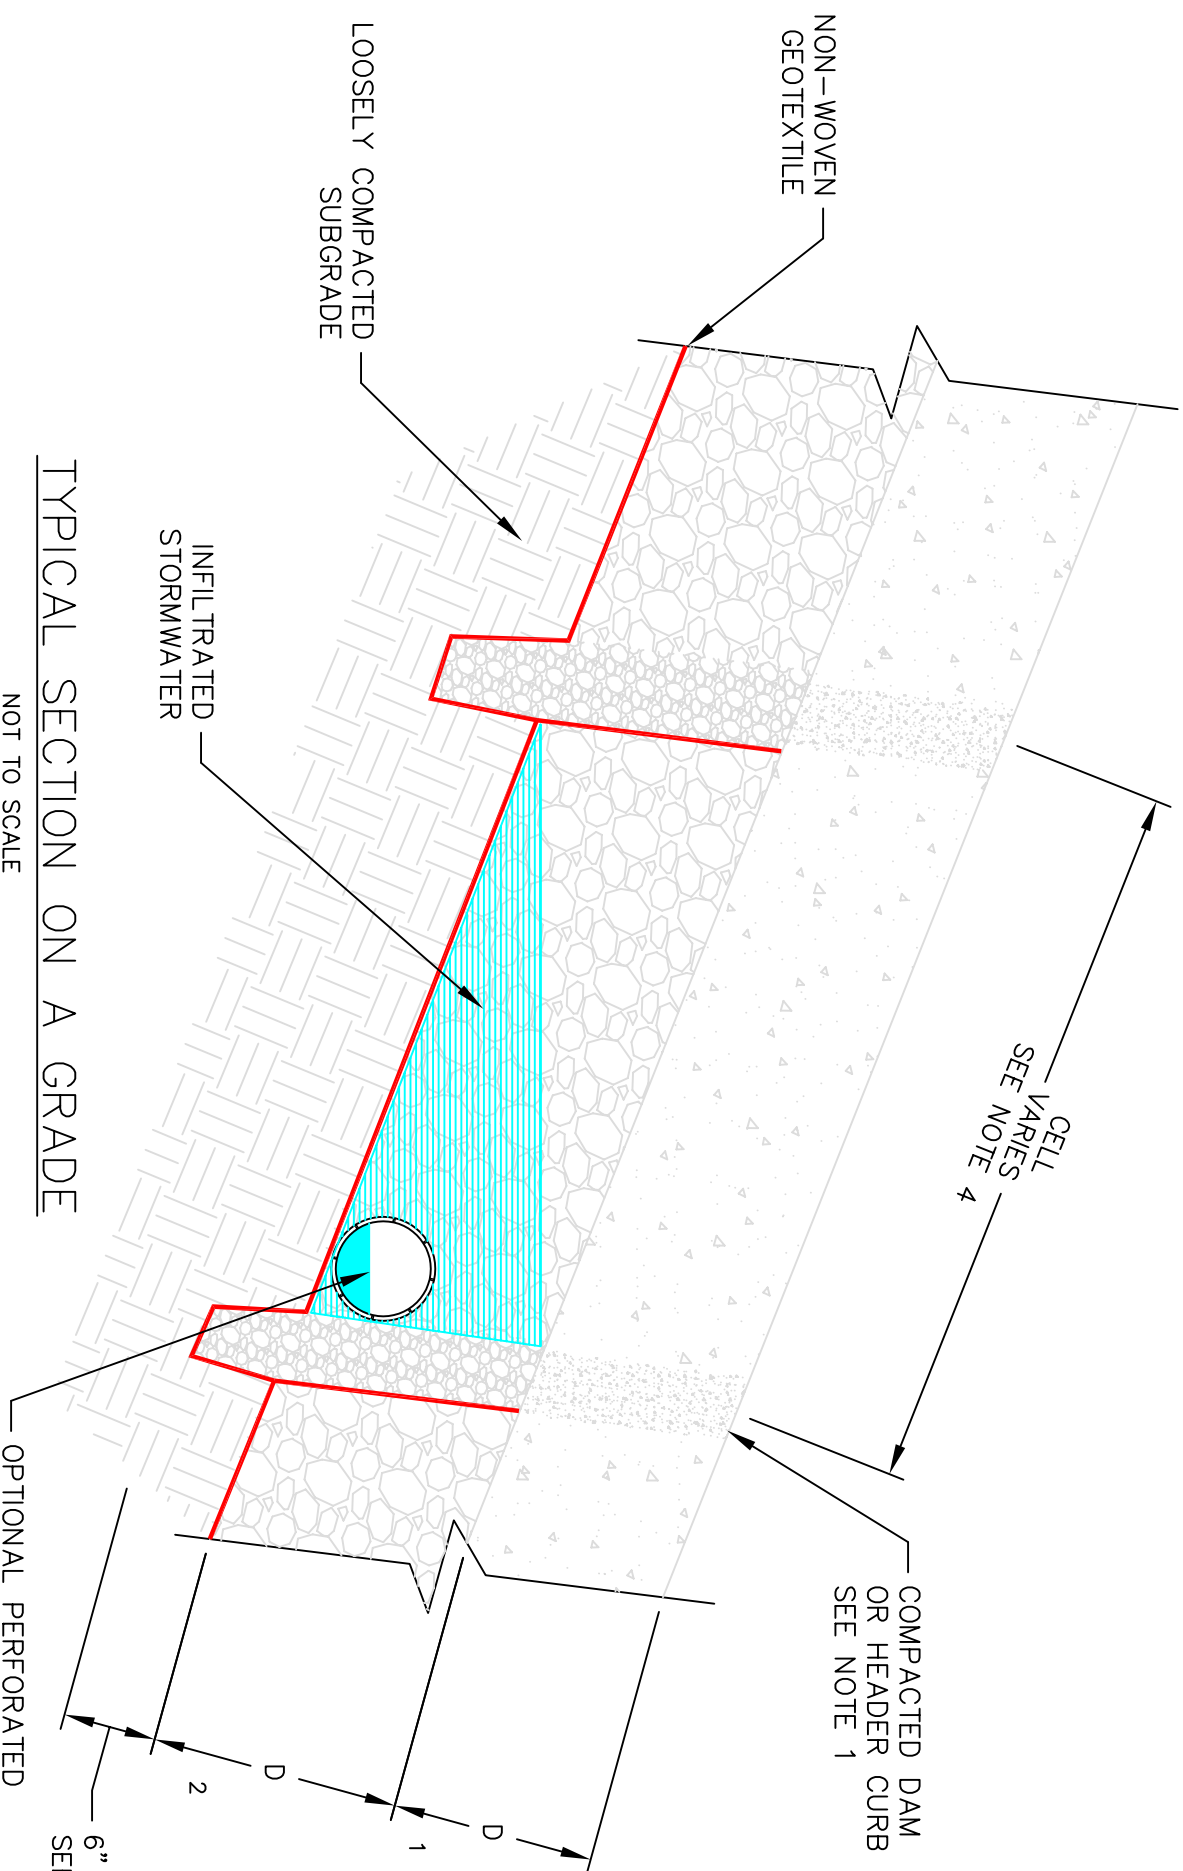 NON-WOVEN
GEOTEXTILE
LOOSELY COMPACTED
SUBGRADE
INFILTRATED
STORMWATER
CELL
VARIES
SEE NOTE 4
COMPACTED DAM
OR HEADER CURB
SEE NOTE 1
D
1
D
2
6"
OPTIONAL PERFORATED
TYPICAL SECTION ON A GRADE
NOT TO SCALE